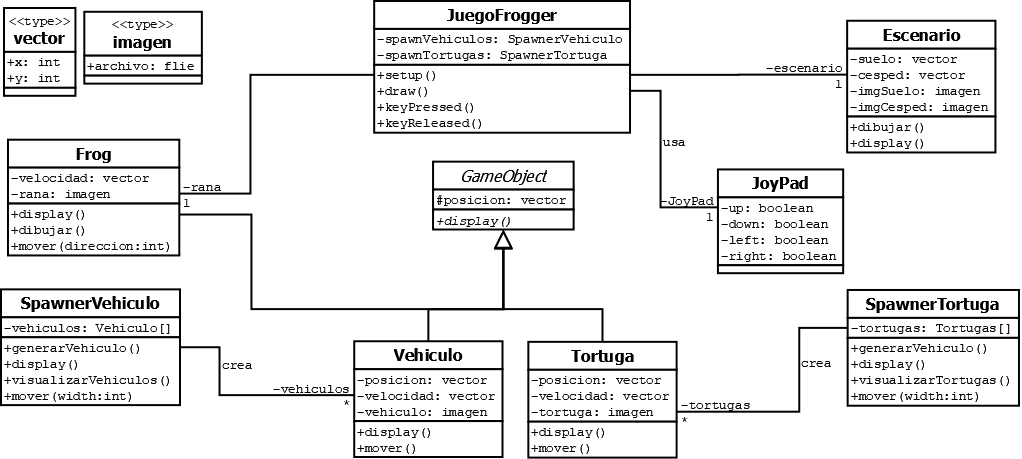 <<type>>
vector
+x: int
+y: int
<<type>>
imagen
+archivo: flie
JuegoFrogger
-spawnVehiculos: SpawnerVehiculo
-spawnTortugas: SpawnerTortuga
+setup()
+draw()
+keyPressed()
+keyReleased()
Escenario
-suelo: vector
-cesped: vector
-imgSuelo: imagen
-imgCesped: imagen
+dibujar()
+display()
-escenario
1
usa
Frog
-velocidad: vector
-rana: imagen
+display()
+dibujar()
+mover(direccion:int)
-rana
1
GameObject
#posicion: vector
+display()
JoyPad
-up: boolean
-down: boolean
-left: boolean
-right: boolean
-JoyPad
1
SpawnerVehiculo
-vehiculos: Vehiculo[]
+generarVehiculo()
+display()
+visualizarVehiculos()
+mover(width:int)
crea
-vehiculos
*
Vehiculo
-posicion: vector
-velocidad: vector
-vehiculo: imagen
+display()
+mover()
Tortuga
-posicion: vector
-velocidad: vector
-tortuga: imagen
+display()
+mover()
-tortugas
*
crea
SpawnerTortuga
-tortugas: Tortugas[]
+generarVehiculo()
+display()
+visualizarTortugas()
+mover(width:int)